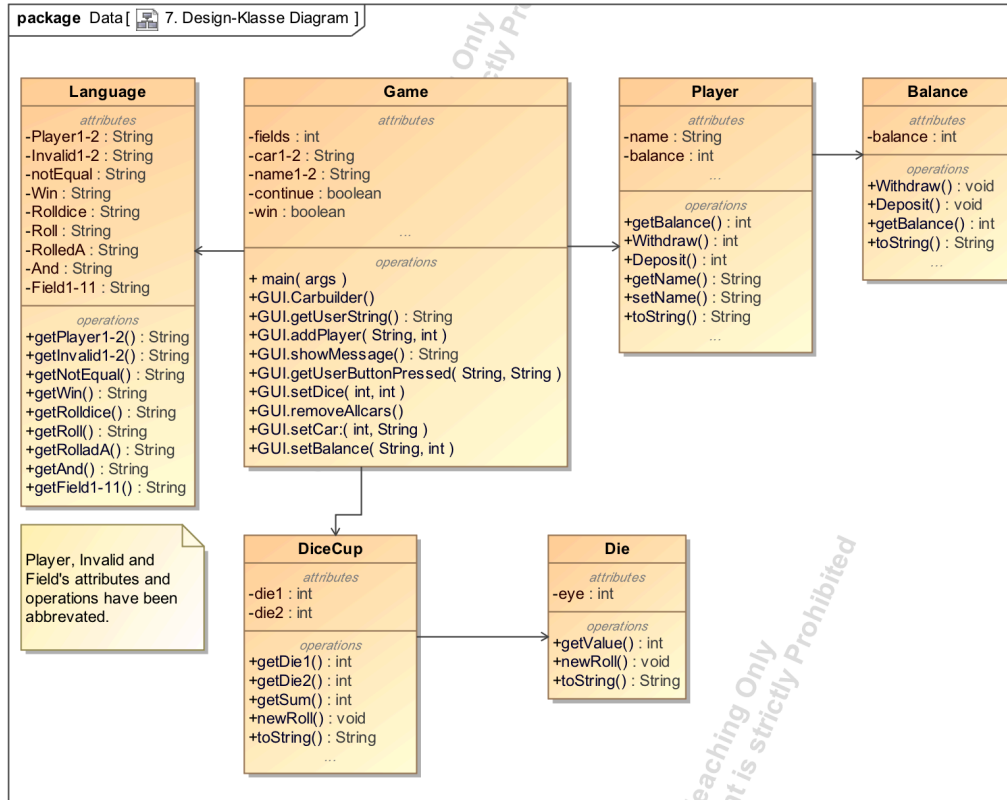 package Data[ 7. Design-Klasse Diagram ]
Language
attributes
-Player1-2 : String
-Invalid1-2 : String
-notEqual : String
-Win : String
-Rolldice : String
-Roll : String
-RolledA : String
-And : String
-Field1-11 : String
operations
+getPlayer1-2() : String
+getInvalid1-2() : String
+getNotEqual() : String
+getWin() : String
+getRolldice() : String
+getRoll() : String
+getRolladA() : String
+getAnd() : String
+getField1-11() : String
Game
attributes
-fields : int
-car1-2 : String
-name1-2 : String
-continue : boolean
-win : boolean
...
operations
+ main( args )
+GUI.Carbuilder()
+GUI.getUserString() : String
+GUI.addPlayer( String, int )
+GUI.showMessage() : String
+GUI.getUserButtonPressed( String, String )
+GUI.setDice( int, int )
+GUI.removeAllcars()
+GUI.setCar:( int, String )
+GUI.setBalance( String, int )
Player
attributes
-name : String
-balance : int
...
operations
+getBalance() : int
+Withdraw() : int
+Deposit() : int
+getName() : String
+setName() : String
+toString() : String
...
Balance
attributes
-balance : int
operations
+Withdraw() : void
+Deposit() : void
+getBalance() : int
+toString() : String
...
Player, Invalid and
Field's attributes and
operations have been
abbrevated.
DiceCup
attributes
-die1 : int
-die2 : int
operations
+getDie1() : int
+getDie2() : int
+getSum() : int
+newRoll() : void
+toString() : String
...
Die
attributes
-eye : int
operations
+getValue() : int
+newRoll() : void
+toString() : String
Only
eaching Only
is strictly Prohibited